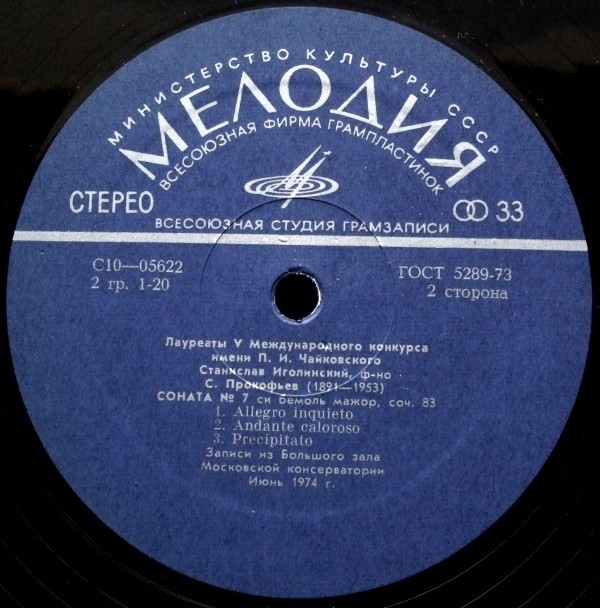 МИНИСТЕРСТВО КУЛЬТУРЫ СССР
МЕЛОДИЯ
ВСЕСОЮЗНАЯ ФИРМА ГРАМПЛАСТИНОК
СТЕРЕО
33
ВСЕСОЮЗНАЯ СТУДИЯ ГРАМЗАПИСИ
С10—05622
2 гр. 1-20
ГОСТ 5289-73
2 сторона
Лауреаты V Международного конкурса
имени П. И. Чайковского
Станислав Иголинский, ф-но
С. Прокофьев (1891—1953)
СОНАТА № 7 си бемоль мажор, соч. 83
1. Allegro inquieto
2. Andante caloroso
3. Precipitato
Записи из Большого зала
Московской консерватории
Июнь 1974 г.